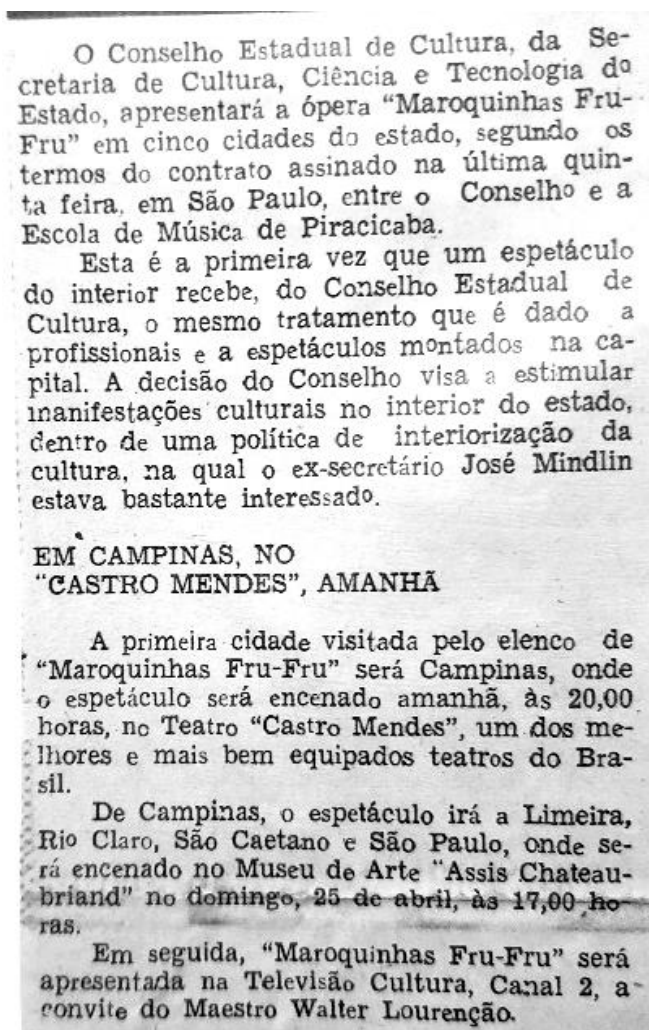 O Conselho Estadual de Cultura, da Se-
cretaria de Cultura, Ciência e Tecnologia do
Estado, apresentará a ópera “Maroquinhas Fru-
Fru” em cinco cidades do estado, segundo os
termos do contrato assinado na última quin-
ta feira, em São Paulo, entre o Conselho e a
Escola de Música de Piracicaba.
Esta é a primeira vez que um espetáculo
do interior recebe, do Conselho Estadual de
Cultura, o mesmo tratamento que é dado a
profissionais e a espetáculos montados na ca-
pital. A decisão do Conselho visa a estimular
manifestações culturais no interior do estado,
dentro de uma política de interiorização da
cultura, na qual o ex-secretário José Mindlin
estava bastante interessado.
EM CAMPINAS, NO
“CASTRO MENDES”, AMANHÃ
A primeira cidade visitada pelo elenco de
“Maroquinhas Fru-Fru” será Campinas, onde
o espetáculo será encenado amanhã, às 20,00
horas, no Teatro “Castro Mendes”, um dos me-
lhores e mais bem equipados teatros do Bra-
sil.
De Campinas, o espetáculo irá a Limeira,
Rio Claro, São Caetano e São Paulo, onde se-
rá encenado no Museu de Arte “Assis Chateau-
briand” no domingo, 25 de abril, às 17,00 ho-
ras.
Em seguida, “Maroquinhas Fru-Fru” será
apresentada na Televisão Cultura, Canal 2, a
convite do Maestro Walter Lourenção.